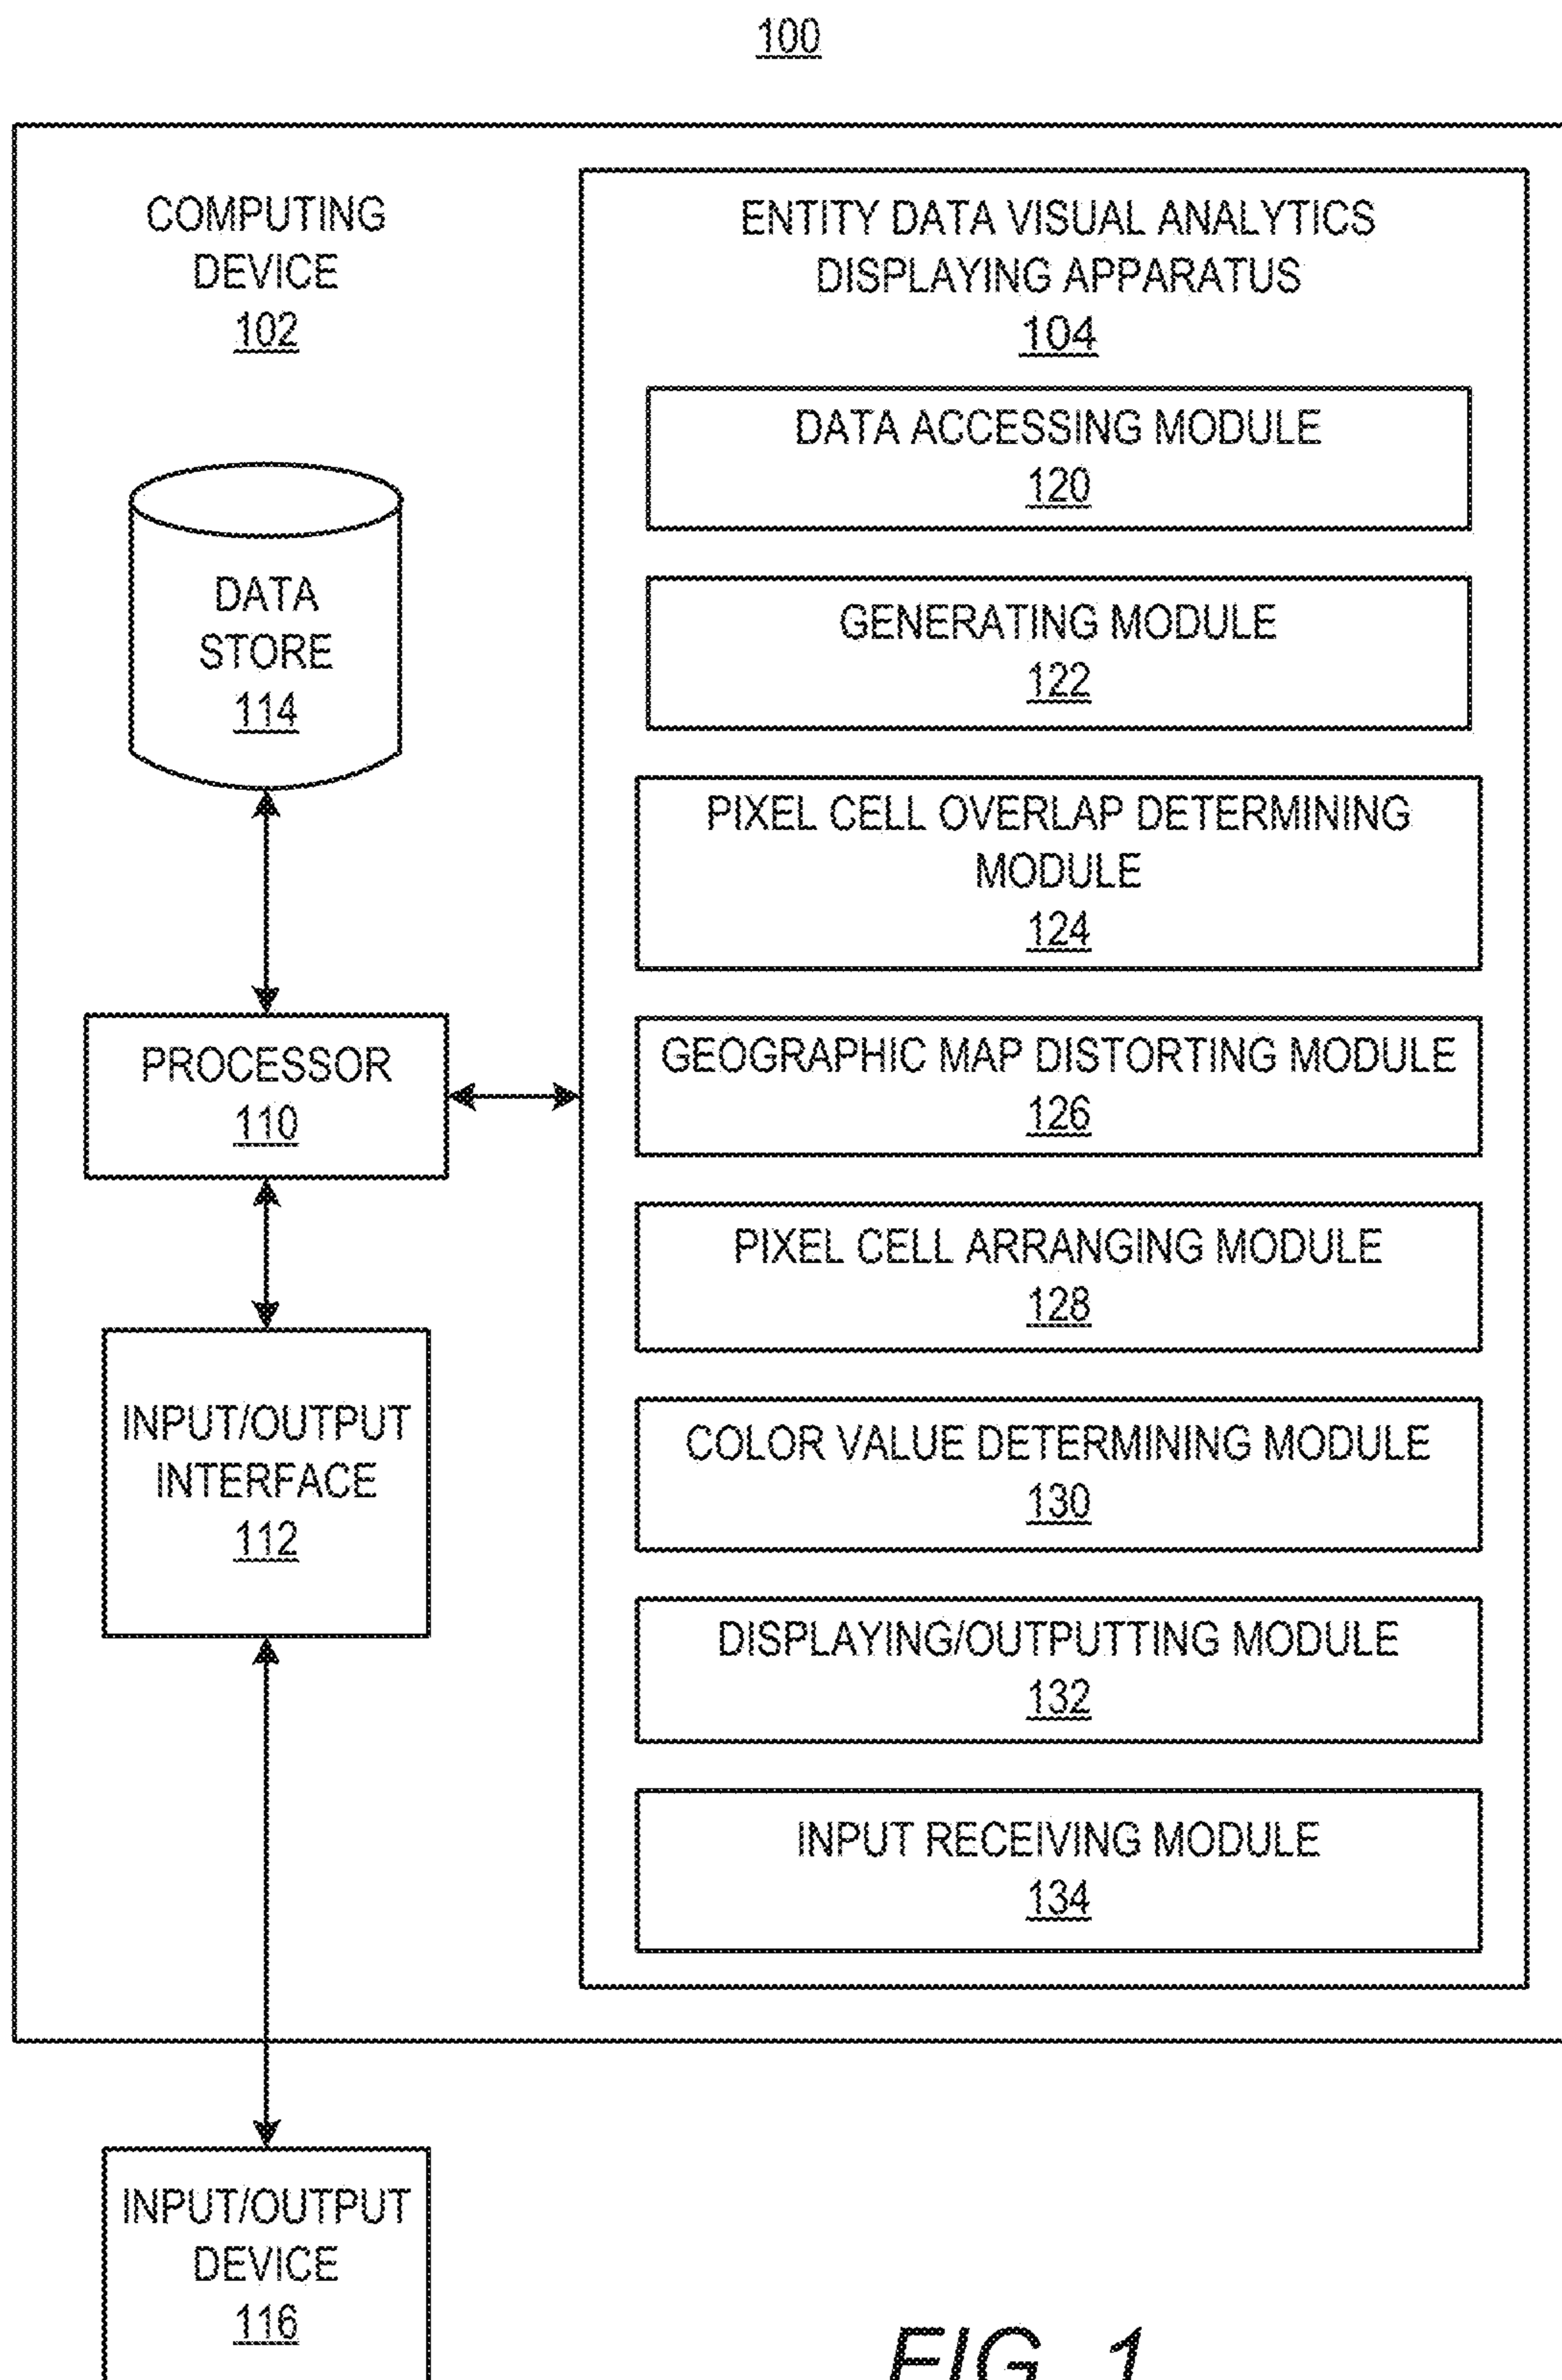 100
COMPUTING
DEVICE
102
DATA
STORE
114
PROCESSOR
110
INPUT/OUTPUT
INTERFACE
112
INPUT/OUTPUT
DEVICE
116
ENTITY DATA VISUAL ANALYTICS
DISPLAYING APPARATUS
104
DATA ACCESSING MODULE
120
GENERATING MODULE
122
PIXEL CELL OVERLAP DETERMINING
MODULE
124
GEOGRAPHIC MAP DISTORTING MODULE
126
PIXEL CELL ARRANGING MODULE
128
COLOR VALUE DETERMINING MODULE
130
DISPLAYING/OUTPUTTING MODULE
132
INPUT RECEIVING MODULE
134
FIG. 1